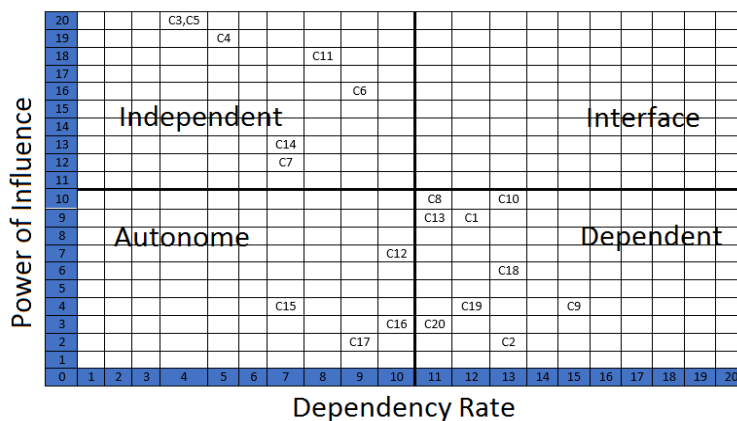 20 C3,C5
19 C4
18 C11
17
16 C6
15
Independent Interface
14
13 C14
12 C7
11
10 C8 C10
9 C13 C1
8
Autonome Dependent
7 C12
6 C18
5
4 C15 C19 C9
3 C16 C20
2 C17 C2
1
0 1 2 3 4 5 6 7 8 9 10 11 12 13 14 15 16 17 18 19 20
Power of Influence
Dependency Rate